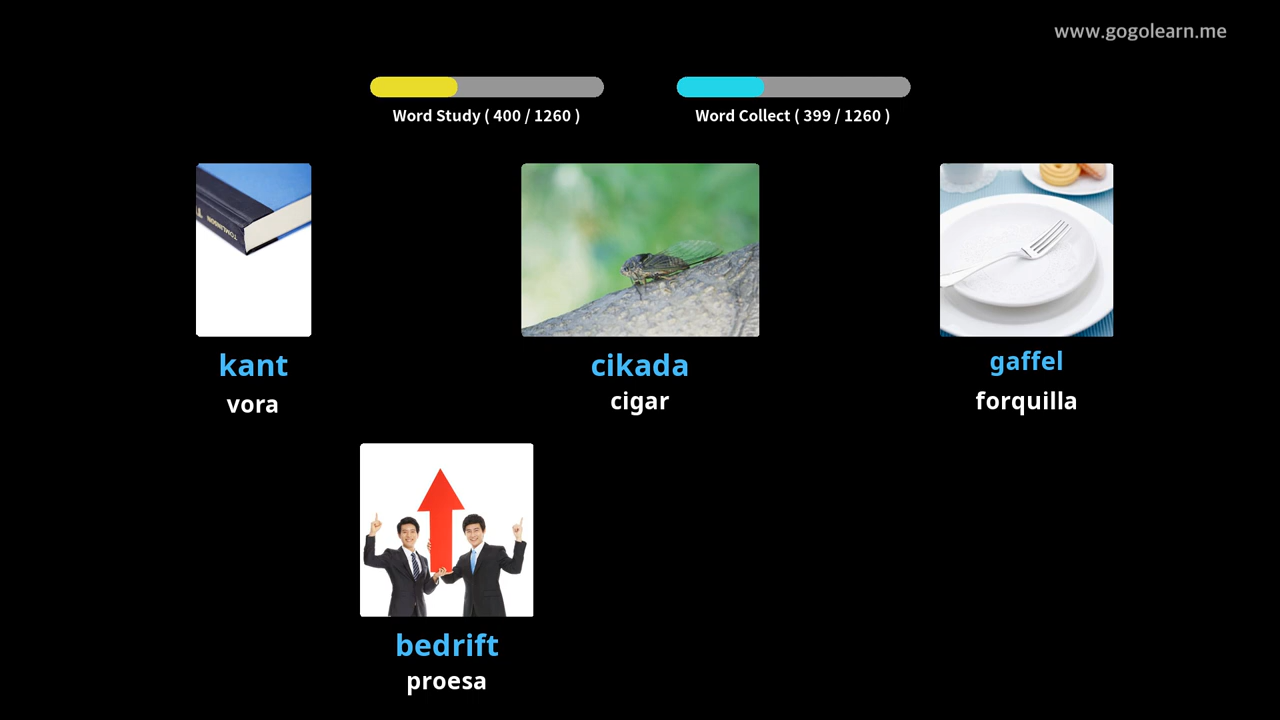 www.gogolearn.me
Word Study ( 400 / 1260 )
Word Collect ( 399 / 1260 )
TOMLINSON
kant
vora
cikada
cigar
gaffel
forquilla
bedrift
proesa